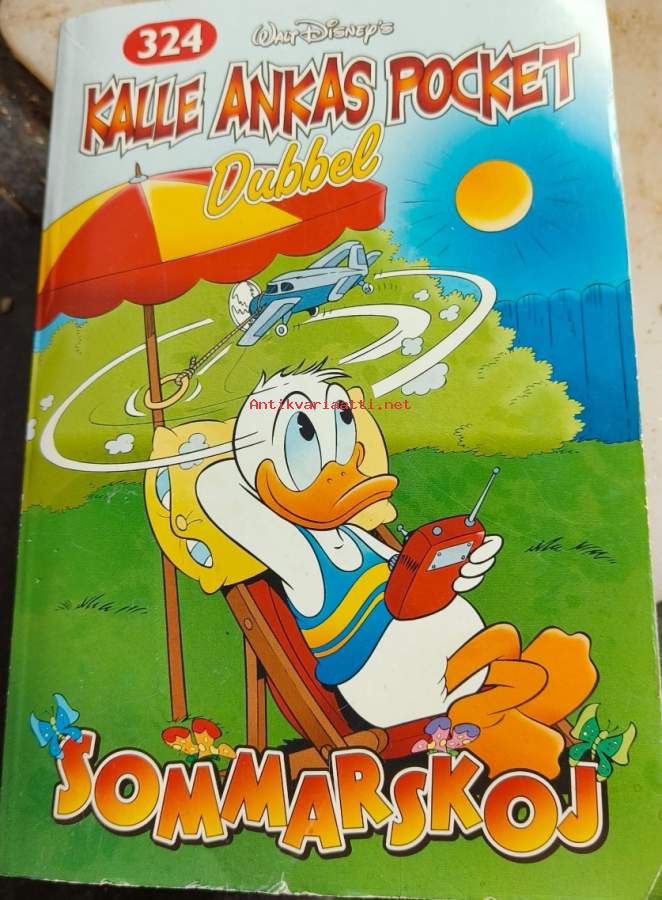 324
WALT DISNEY'S
KALLE ANKAS POCKET
Dubbel
Antikvariaatti.net
SOMMARSKOJ